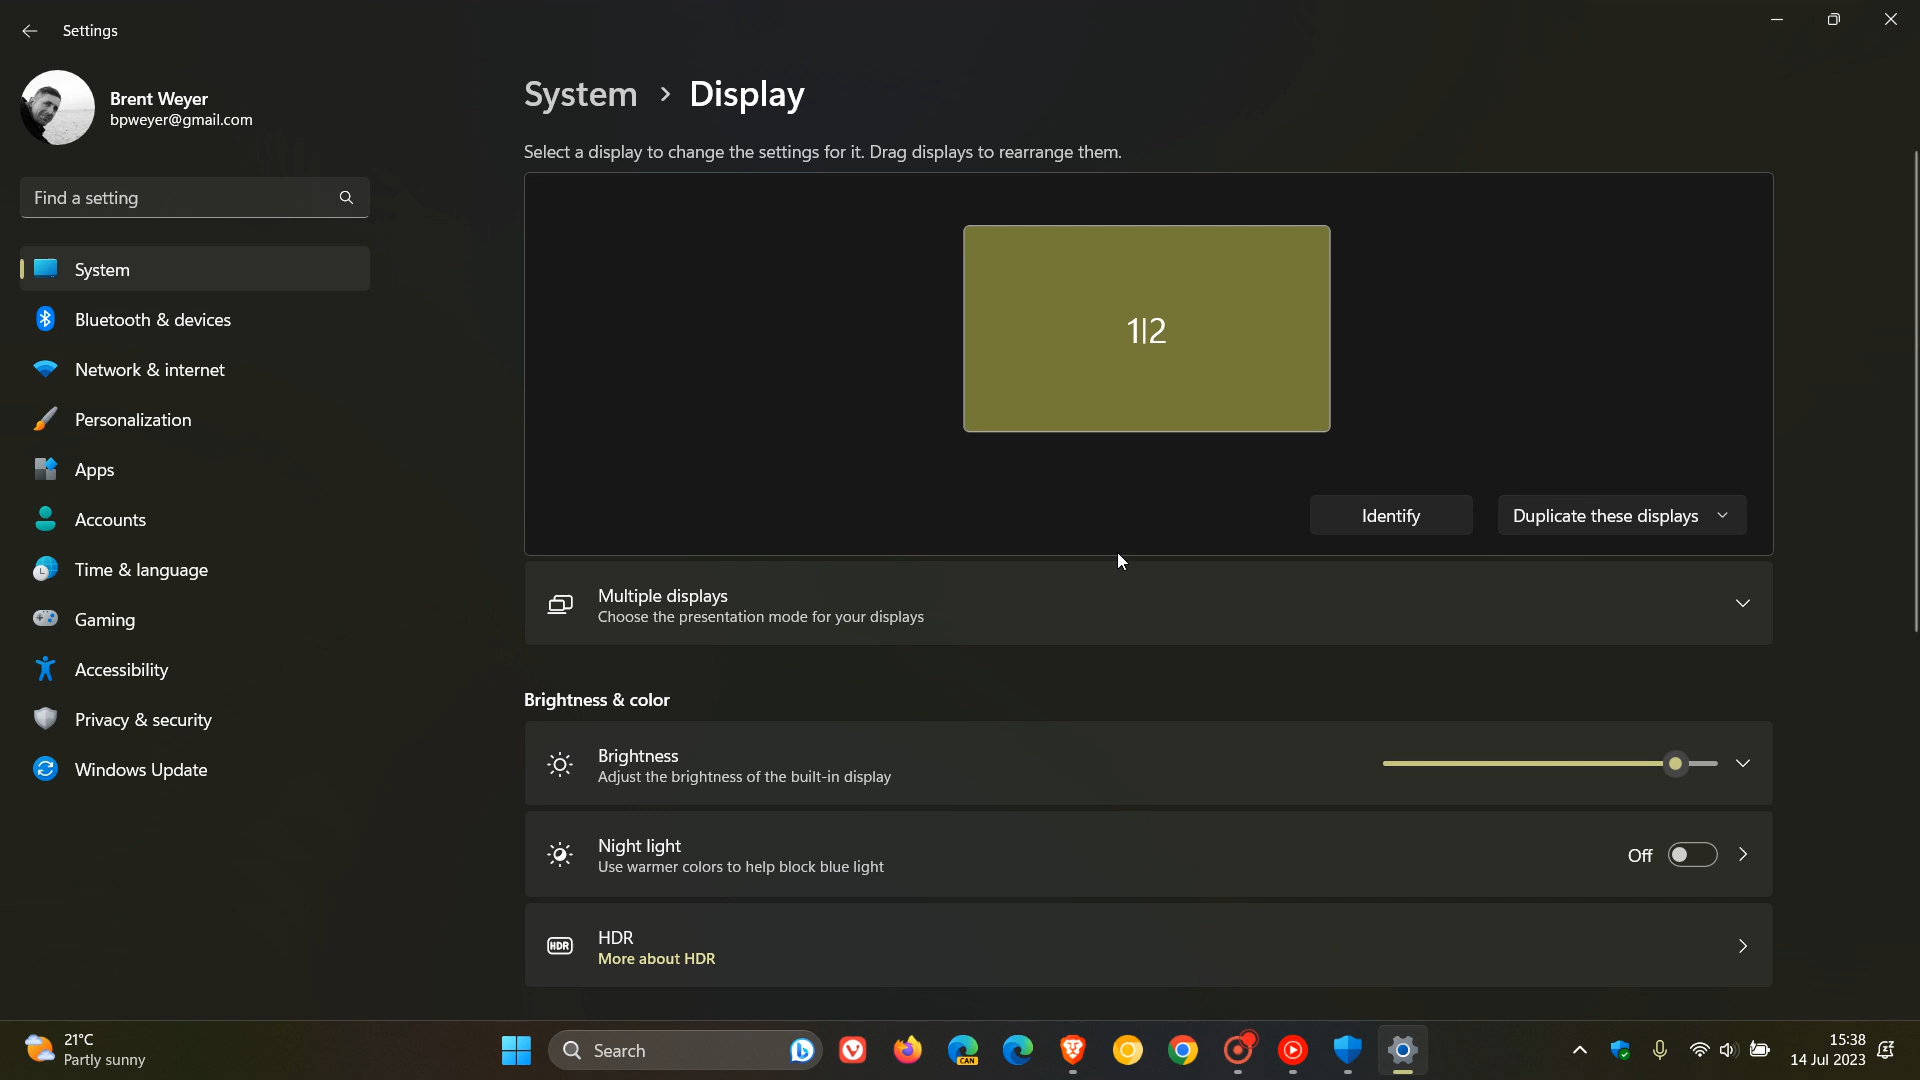 Settings
Brent Weyer
bpweyer@gmail.com
Find a setting
System
Bluetooth & devices
Network & internet
Personalization
Apps
Accounts
Time & language
Gaming
Accessibility
Privacy & security
Windows Update
System > Display
Select a display to change the settings for it. Drag displays to rearrange them.
1|2
Identify
Duplicate these displays
Multiple displays
Choose the presentation mode for your displays
Brightness & color
Brightness
Adjust the brightness of the built-in display
Night light
Use warmer colors to help block blue light
Off
HDR
HDR
More about HDR
21°C
Partly sunny
Search
CAN
15:38
14 Jul 2023